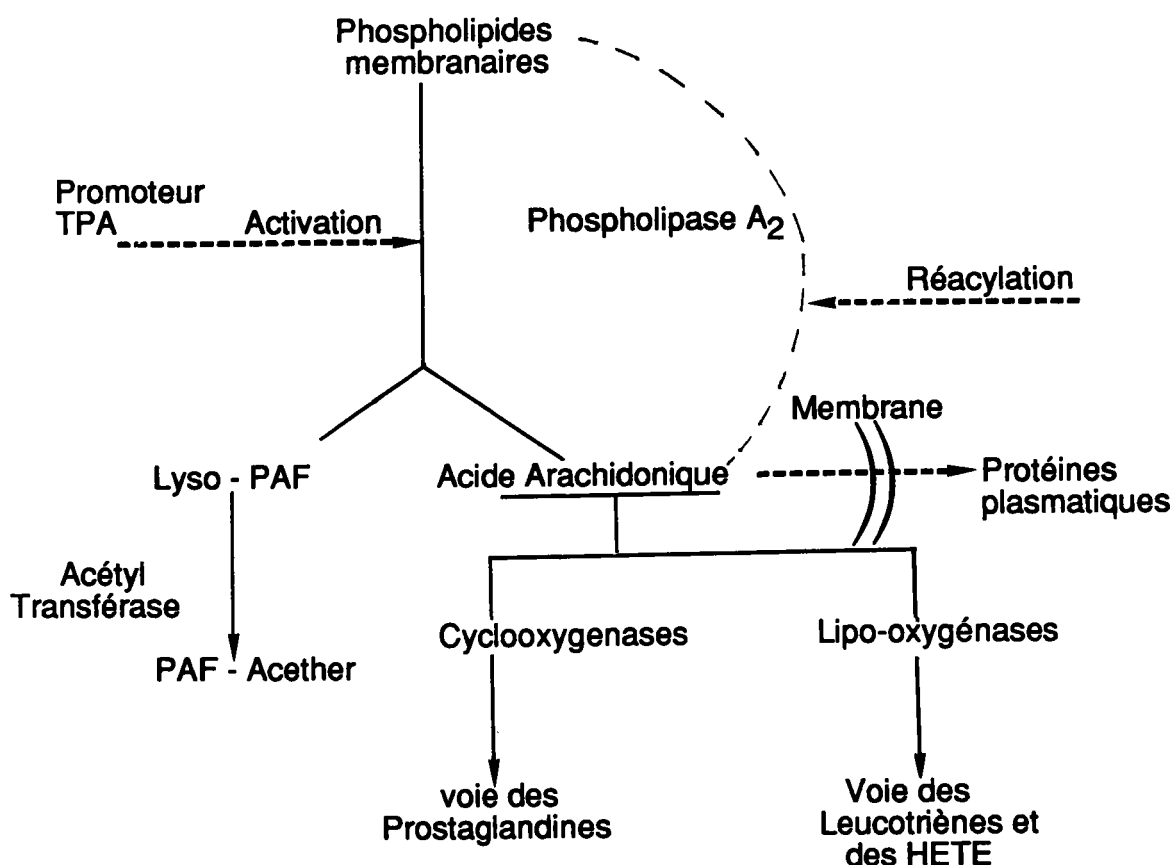 Phospholipides
membranaires
Promoteur
TPA
Activation
Phospholipase A2
Réacylation
Membrane
Lyso - PAF
Acide Arachidonique
Protéines
plasmatiques
Acétyl
Transférase
Cyclooxygenases
Lipo-oxygénases
PAF - Acether
voie des
Prostaglandines
Voie des
Leucotriènes et
des HETE